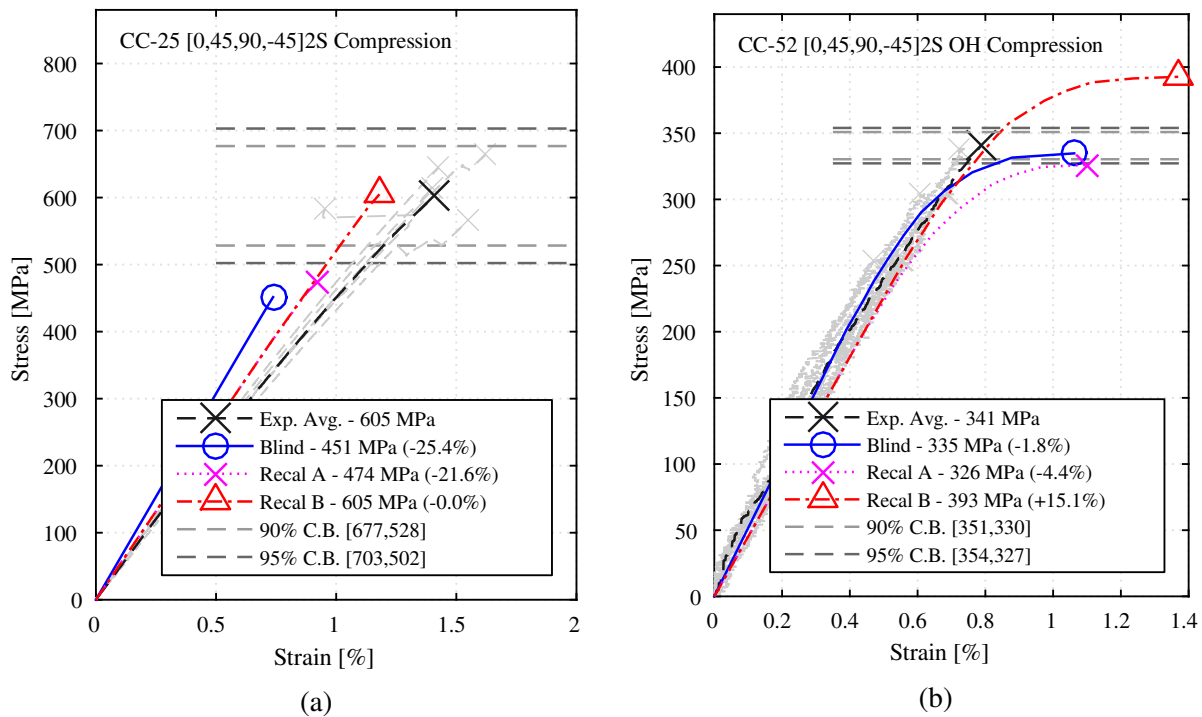 CC-25 [0,45,90,-45]2S Compression
800
700
600
500
400
300
200
100
0
Stress [MPa]
Exp. Avg. - 605 MPa
Blind - 451 MPa (-25.4%)
Recal A - 474 MPa (-21.6%)
Recal B - 605 MPa (-0.0%)
90% C.B. [677,528]
95% C.B. [703,502]
0 0.5 1 1.5 2
Strain [%]
(a)
CC-52 [0,45,90,-45]2S OH Compression
400
350
300
250
200
150
100
50
0
Stress [MPa]
Exp. Avg. - 341 MPa
Blind - 335 MPa (-1.8%)
Recal A - 326 MPa (-4.4%)
Recal B - 393 MPa (+15.1%)
90% C.B. [351,330]
95% C.B. [354,327]
0 0.2 0.4 0.6 0.8 1 1.2 1.4
Strain [%]
(b)